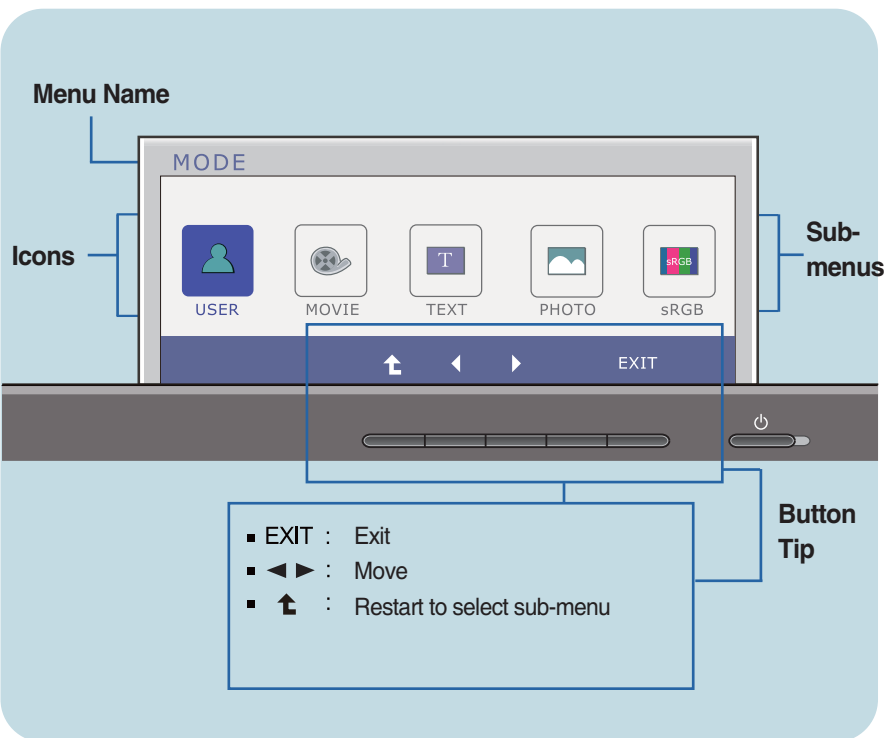 Menu Name
MODE
Icons
Sub-
menus
T
sRGB
USER
MOVIE
TEXT
PHOTO
sRGB
EXIT
Button
Tip
■ EXIT : Exit
■ ◄ ► : Move
■ : Restart to select sub-menu